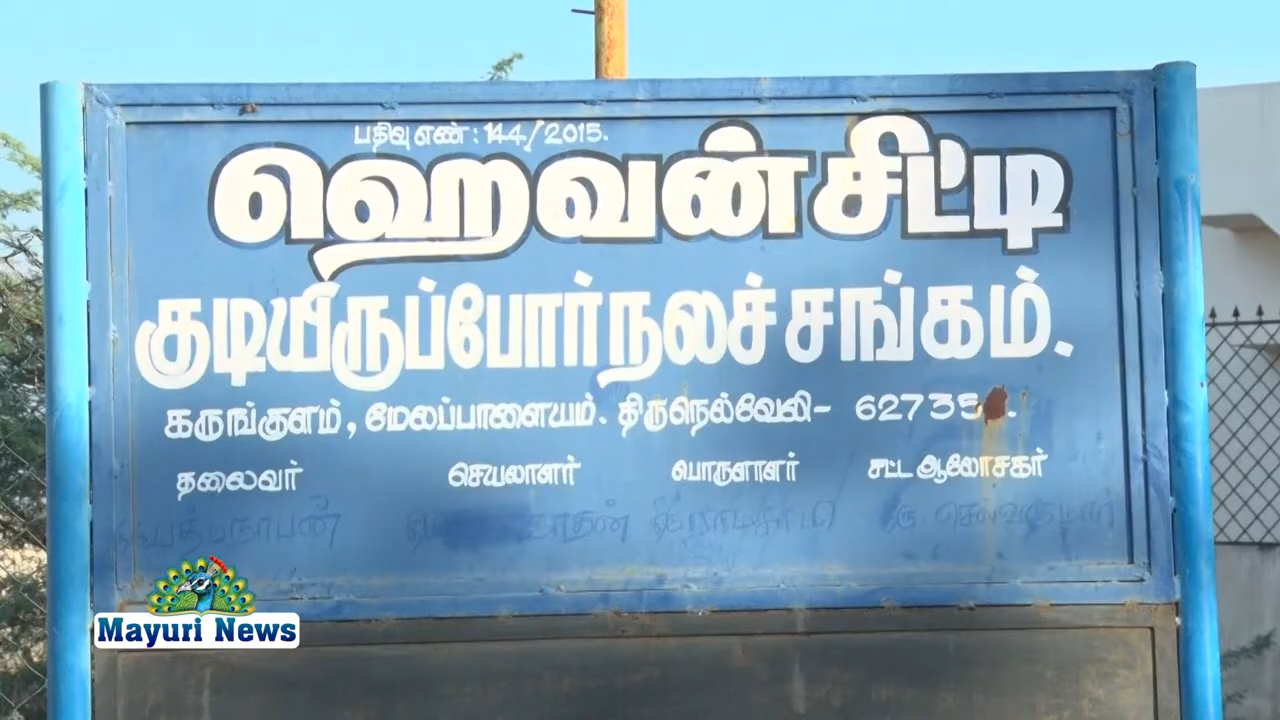 பதிவு எண் : 144/2015.
ஹெவன் சிட்டி
குடியிருப்போர் நலச் சங்கம்.
கருங்குளம், மேலப்பாளையம். திருநெல்வேலி-
தலைவர் செயலாளர் பொருளாளர் சட்ட ஆலோசகர்
Mayuri News